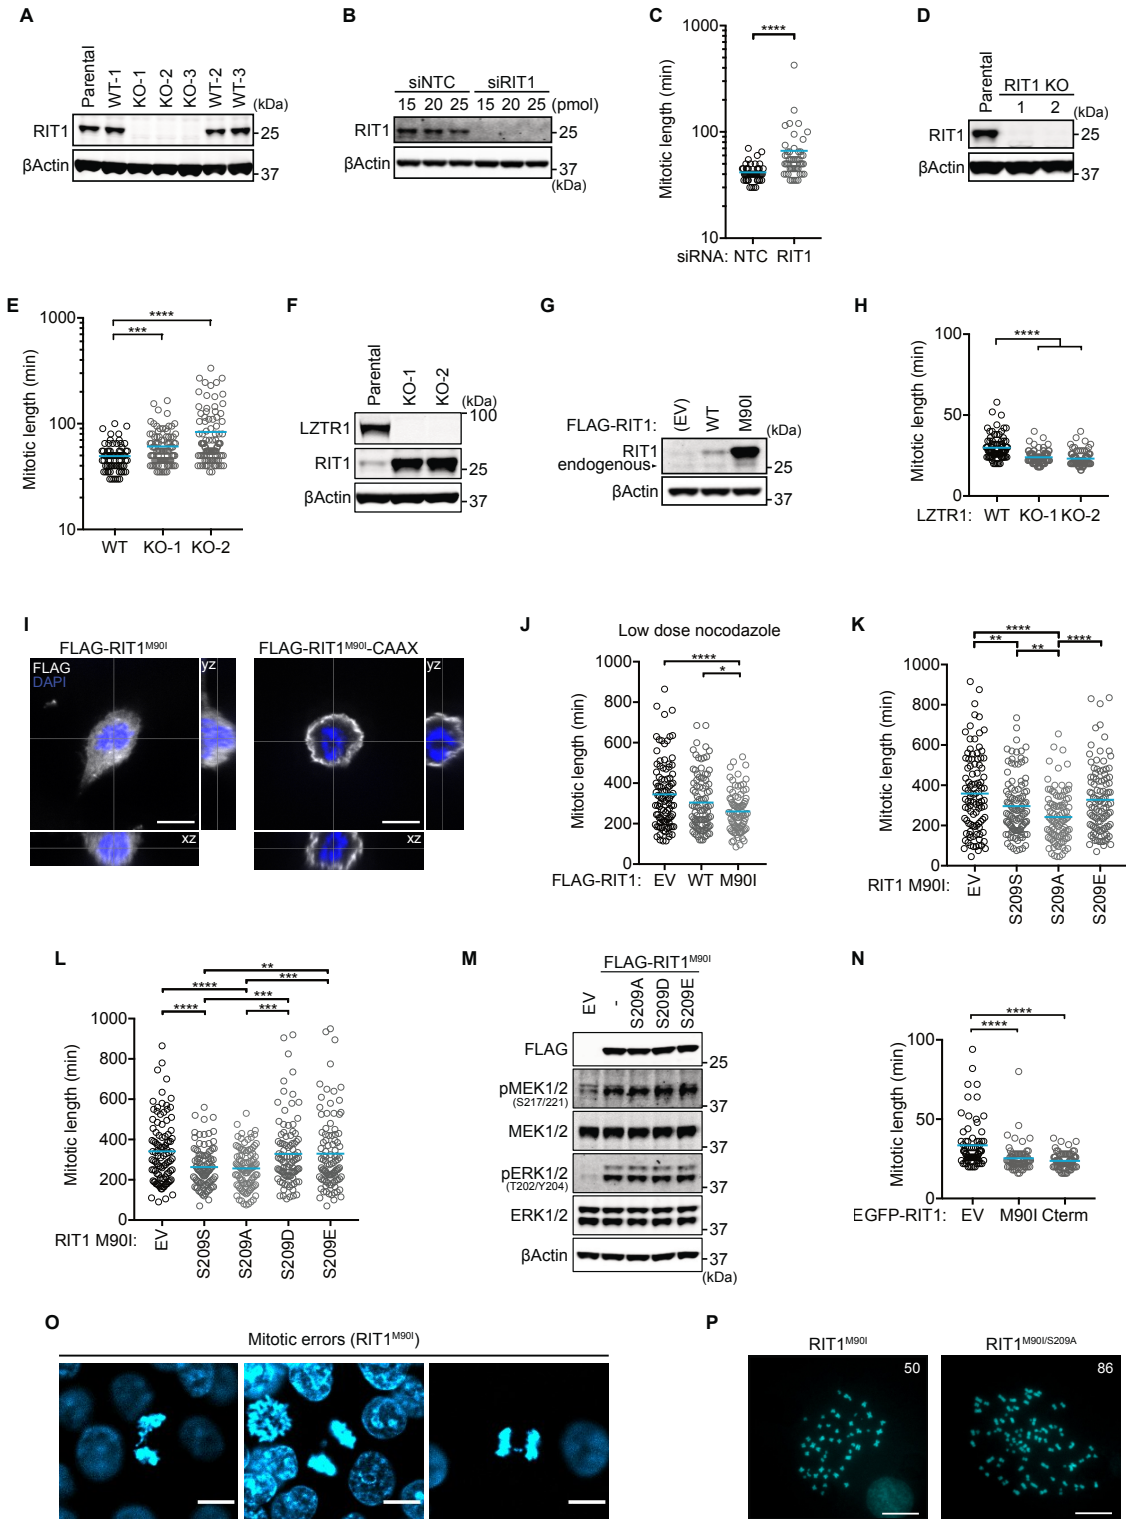 A
Parental
WT-1
KO-1
KO-2
KO-3
WT-2
WT-3
(kDa)
RIT1
25
βActin
37
B
siNTC siRIT1
15 20 25 15 20 25 (pmol)
RIT1
25
βActin
37
(kDa)
C
****
Mitotic length (min)
1000
100
10
siRNA: NTC RIT1
D
Parental
RIT1 KO
1 2 (kDa)
RIT1
25
βActin
37
E
****
***
Mitotic length (min)
1000
100
10
WT KO-1 KO-2
F
Parental
KO-1
KO-2
(kDa)
100
LZTR1
RIT1
25
βActin
37
G
FLAG-RIT1:
(EV)
WT
M90I
(kDa)
RIT1
endogenous
25
βActin
37
H
****
Mitotic length (min)
100
50
0
LZTR1: WT KO-1 KO-2
I
FLAG-RIT1M90I
FLAG
DAPI
yz
xz
FLAG-RIT1M90I-CAAX
yz
xz
J
Low dose nocodazole
****
*
Mitotic length (min)
1000
800
600
400
200
0
FLAG-RIT1: EV WT M90I
K
****
** ****
**
Mitotic length (min)
1000
800
600
400
200
0
RIT1 M90I:
EV
S209S
S209A
S209E
L
**
**** ***
***
**** ***
Mitotic length (min)
1000
800
600
400
200
0
RIT1 M90I:
EV
S209S
S209A
S209D
S209E
M
FLAG-RIT1M90I
EV
-
S209A
S209D
S209E
FLAG
25
pMEK1/2
(S217/221)
37
MEK1/2
37
pERK1/2
(T202/Y204)
37
ERK1/2
37
βActin
37
(kDa)
N
****
****
Mitotic length (min)
100
50
0
EGFP-RIT1: EV M90I Cterm
O
Mitotic errors (RIT1M90I)
P
RIT1M90I
50
RIT1M90I/S209A
86